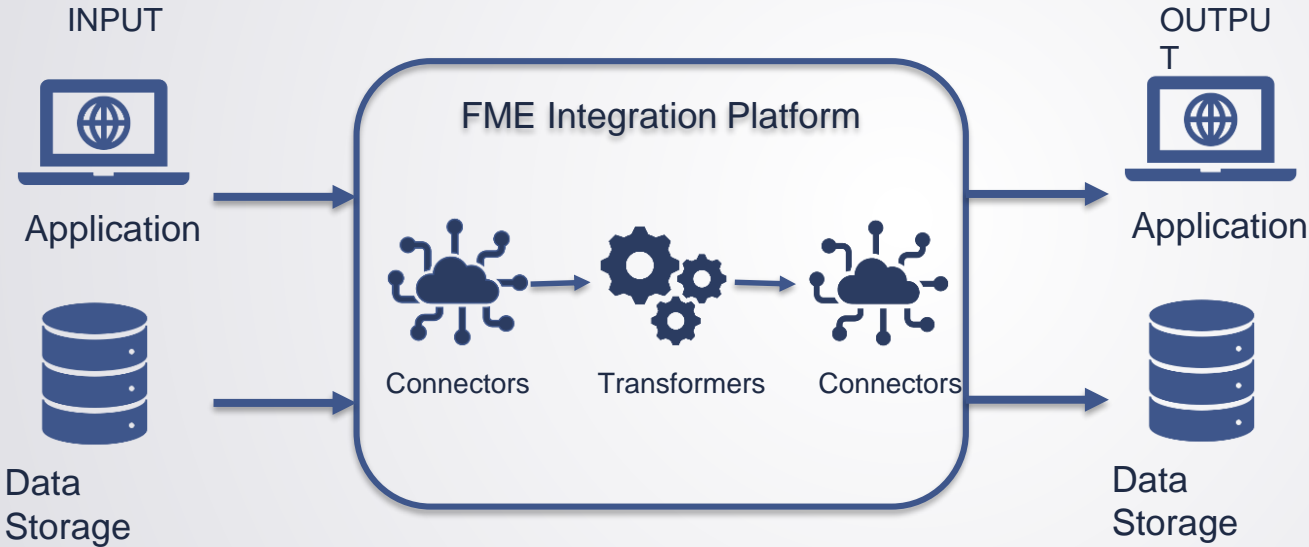 INPUT
OUTPU
T
FME Integration Platform
Application
Application
Connectors
Transformers
Connectors
Data
Storage
Data
Storage